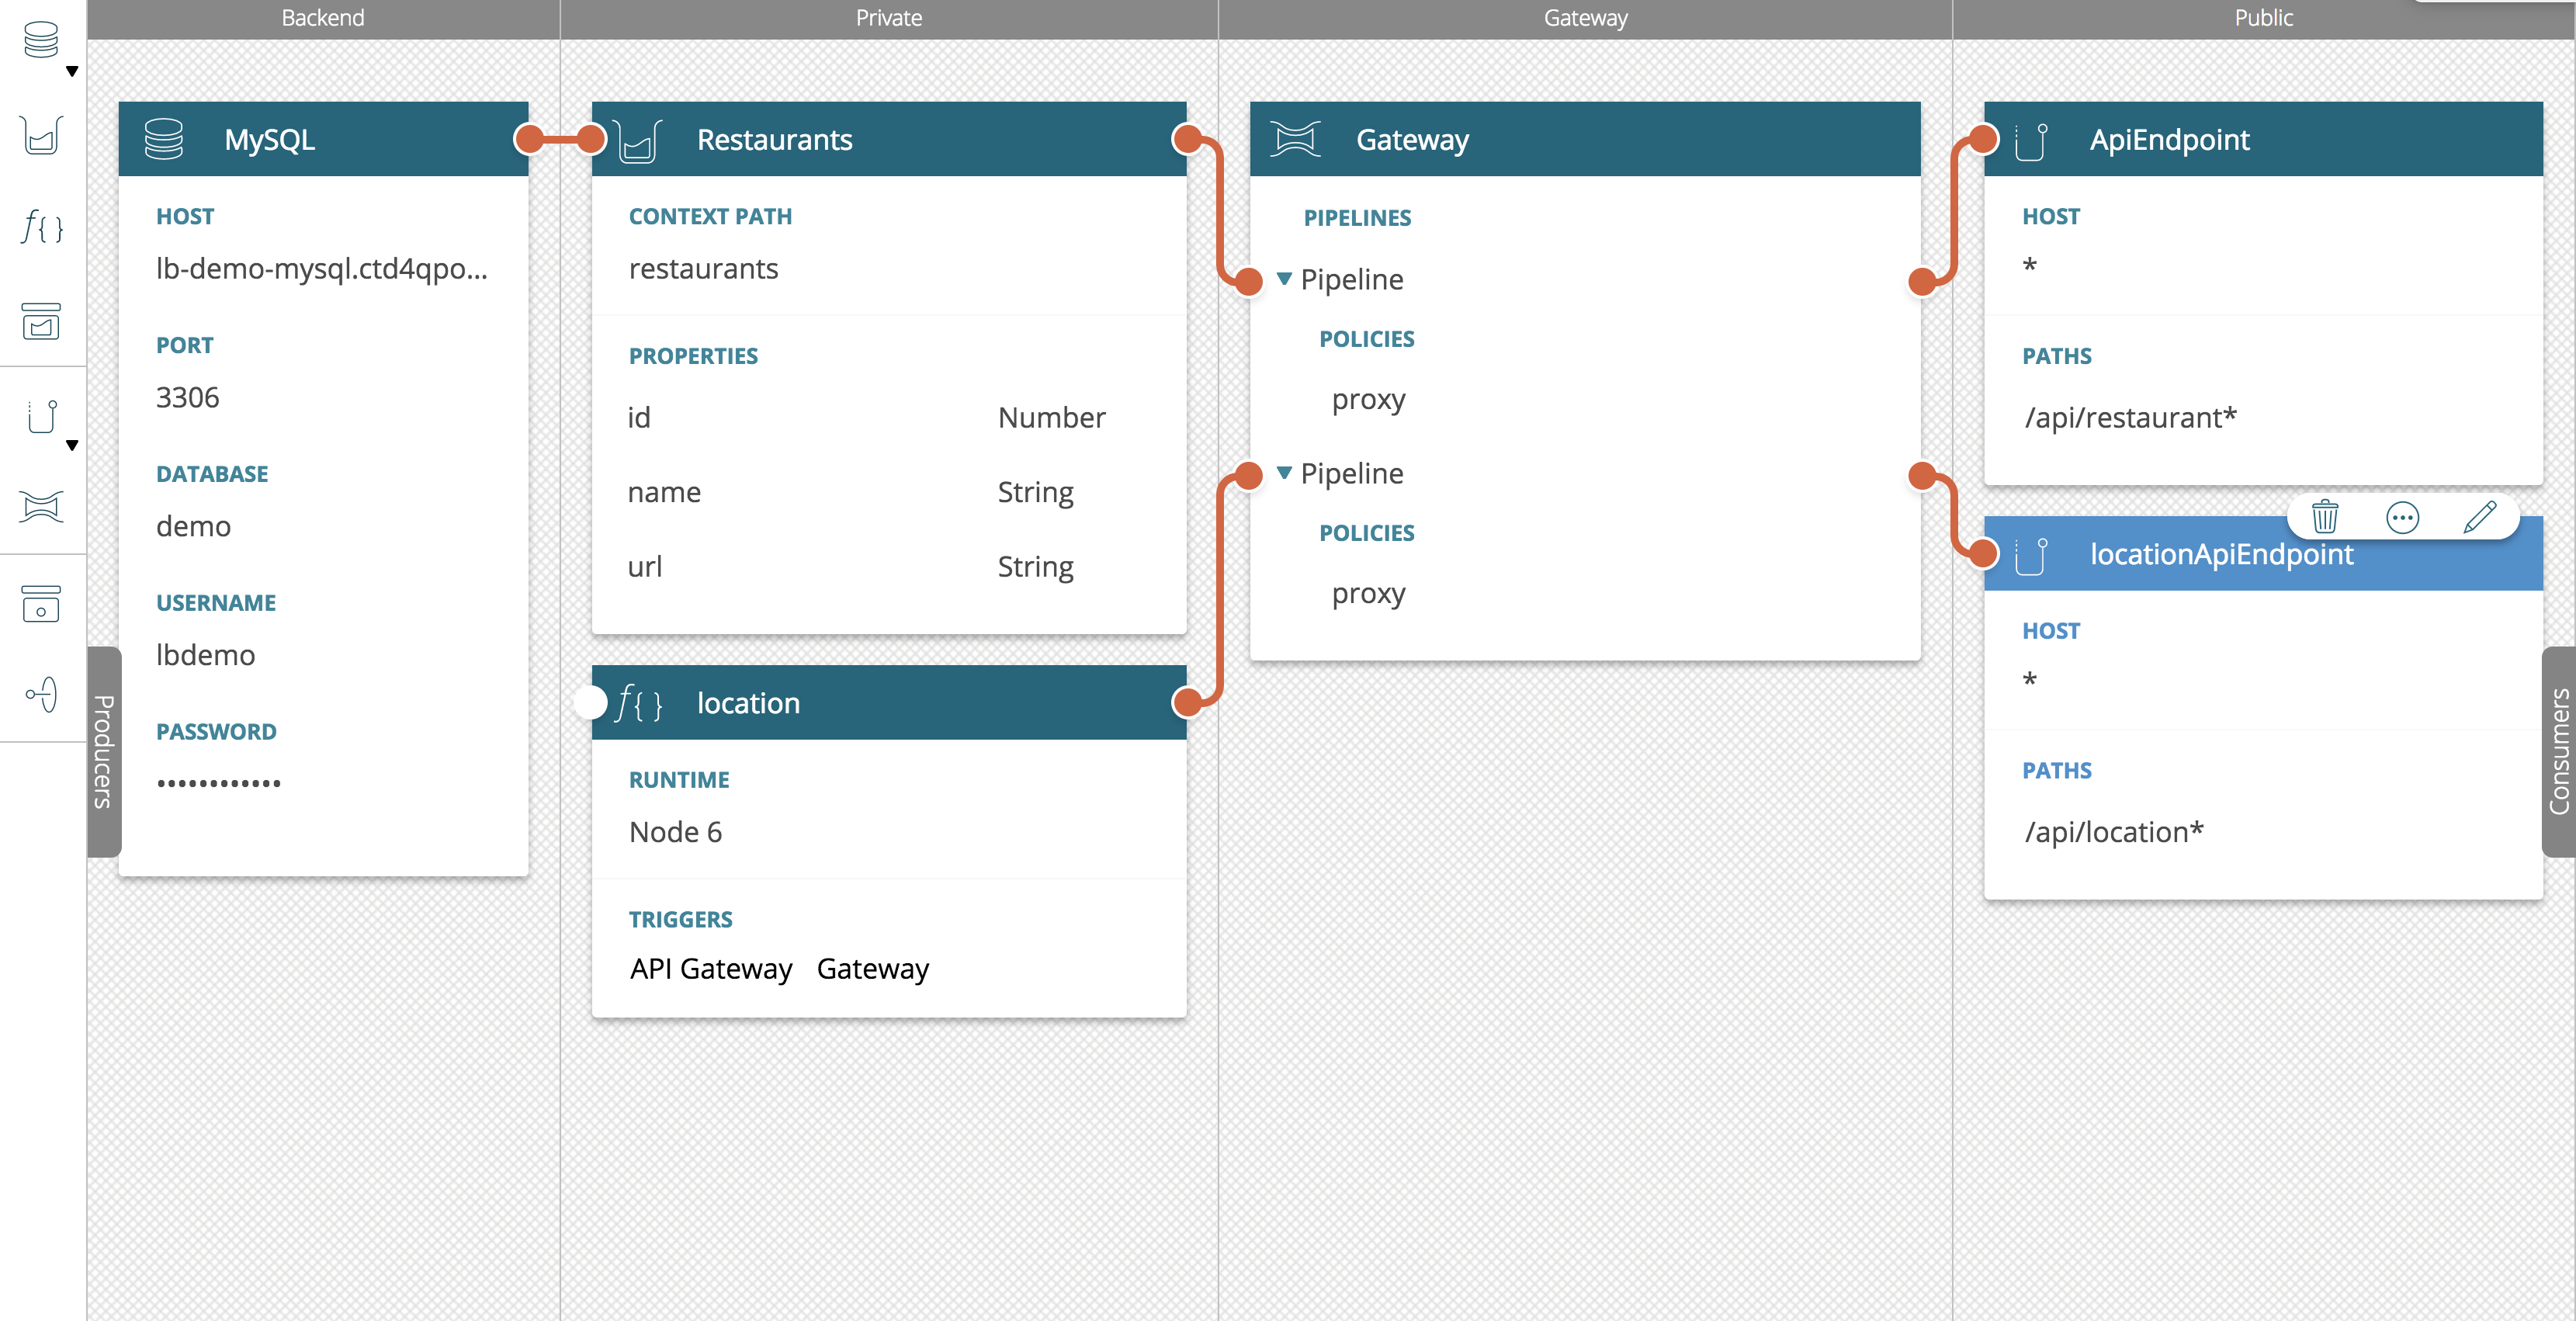 Backend
Private
Gateway
Public
MySQL
HOST
lb-demo-mysql.ctd4qpo...
PORT
3306
DATABASE
demo
USERNAME
lbdemo
PASSWORD
••••••••••••
Producers
Restaurants
CONTEXT PATH
restaurants
PROPERTIES
id Number
name String
url String
f{ } location
RUNTIME
Node 6
TRIGGERS
API Gateway Gateway
Gateway
PIPELINES
Pipeline
POLICIES
proxy
Pipeline
POLICIES
proxy
ApiEndpoint
HOST
*
PATHS
/api/restaurant*
locationApiEndpoint
HOST
*
PATHS
/api/location*
Consumers
f{ }